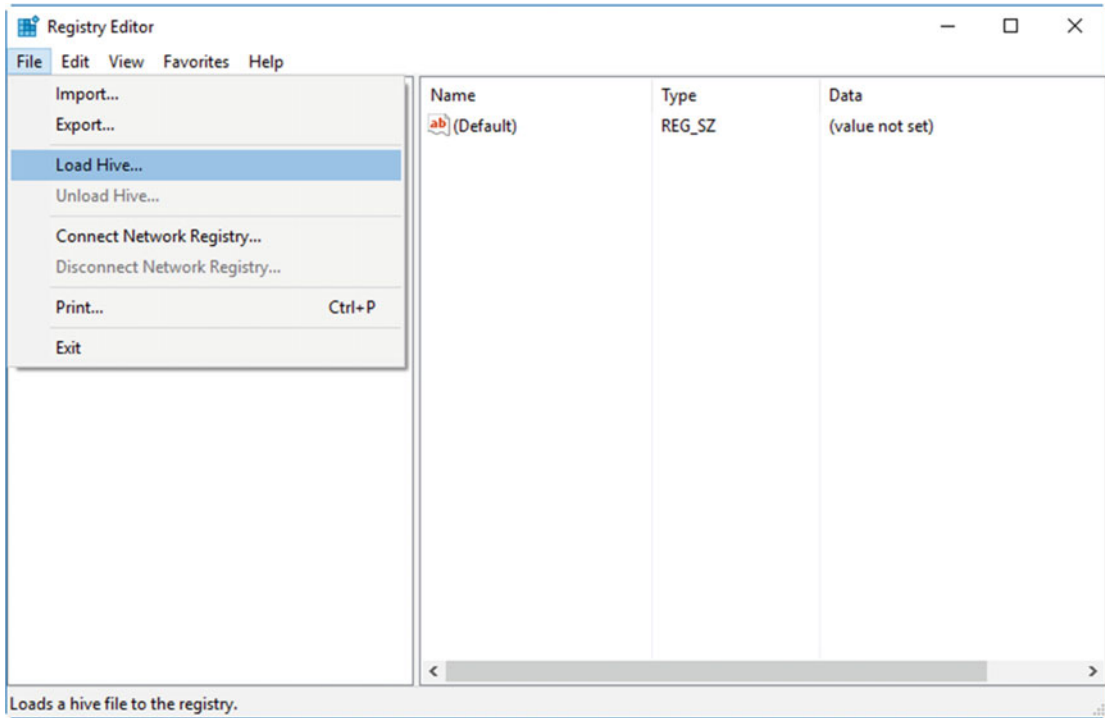 Registry Editor
File Edit View Favorites Help
Import...
Export...
Load Hive...
Unload Hive...
Connect Network Registry...
Disconnect Network Registry...
Print... Ctrl+P
Exit
Name Type Data
ab (Default) REG_SZ (value not set)
Loads a hive file to the registry.